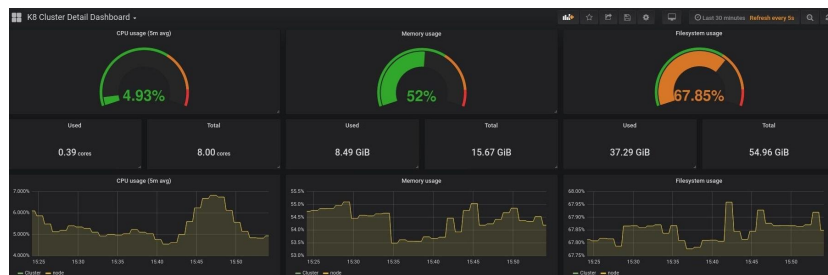 K8 Cluster Detail Dashboard
Last 30 minutes Refresh every 5s
CPU usage (5m avg)
Memory usage
Filesystem usage
4.93%
52%
67.85%
Used
Total
Used
Total
Used
Total
0.39 cores
8.00 cores
8.49 GiB
15.67 GiB
37.29 GiB
54.96 GiB
CPU usage (5m avg)
7.000%
6.000%
5.000%
4.000%
15:25 15:30 15:35 15:40 15:45 15:50
Cluster node
Memory usage
55.5%
55.0%
54.5%
54.0%
53.5%
53.0%
15:25 15:30 15:35 15:40 15:45 15:50
Cluster node
Filesystem usage
68.00%
67.95%
67.90%
67.85%
67.80%
67.75%
15:25 15:30 15:35 15:40 15:45 15:50
Cluster node